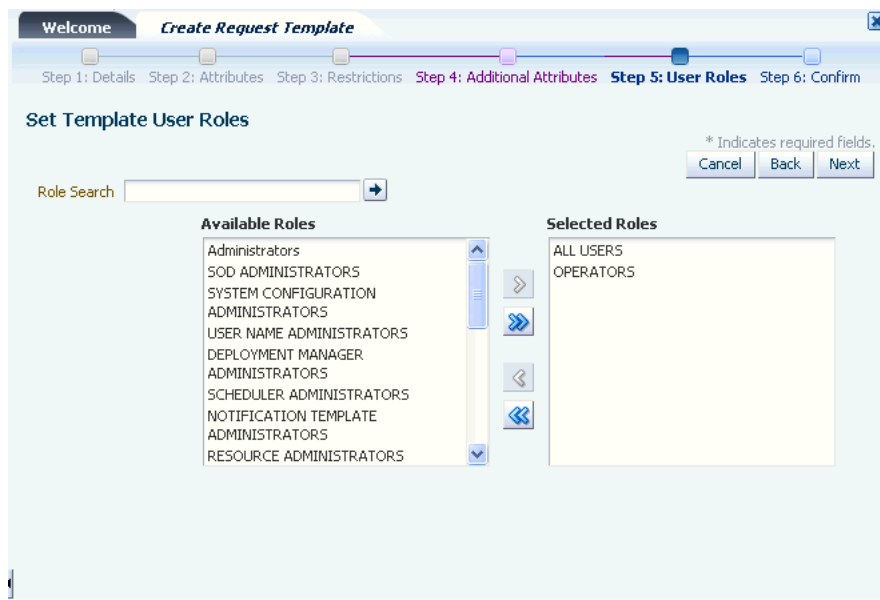 Welcome
Create Request Template
Step 1: Details Step 2: Attributes Step 3: Restrictions Step 4: Additional Attributes Step 5: User Roles Step 6: Confirm
Set Template User Roles
* Indicates required fields.
Cancel Back Next
Role Search
Available Roles
Administrators
SOD ADMINISTRATORS
SYSTEM CONFIGURATION
ADMINISTRATORS
USER NAME ADMINISTRATORS
DEPLOYMENT MANAGER
ADMINISTRATORS
SCHEDULER ADMINISTRATORS
NOTIFICATION TEMPLATE
ADMINISTRATORS
RESOURCE ADMINISTRATORS
Selected Roles
ALL USERS
OPERATORS